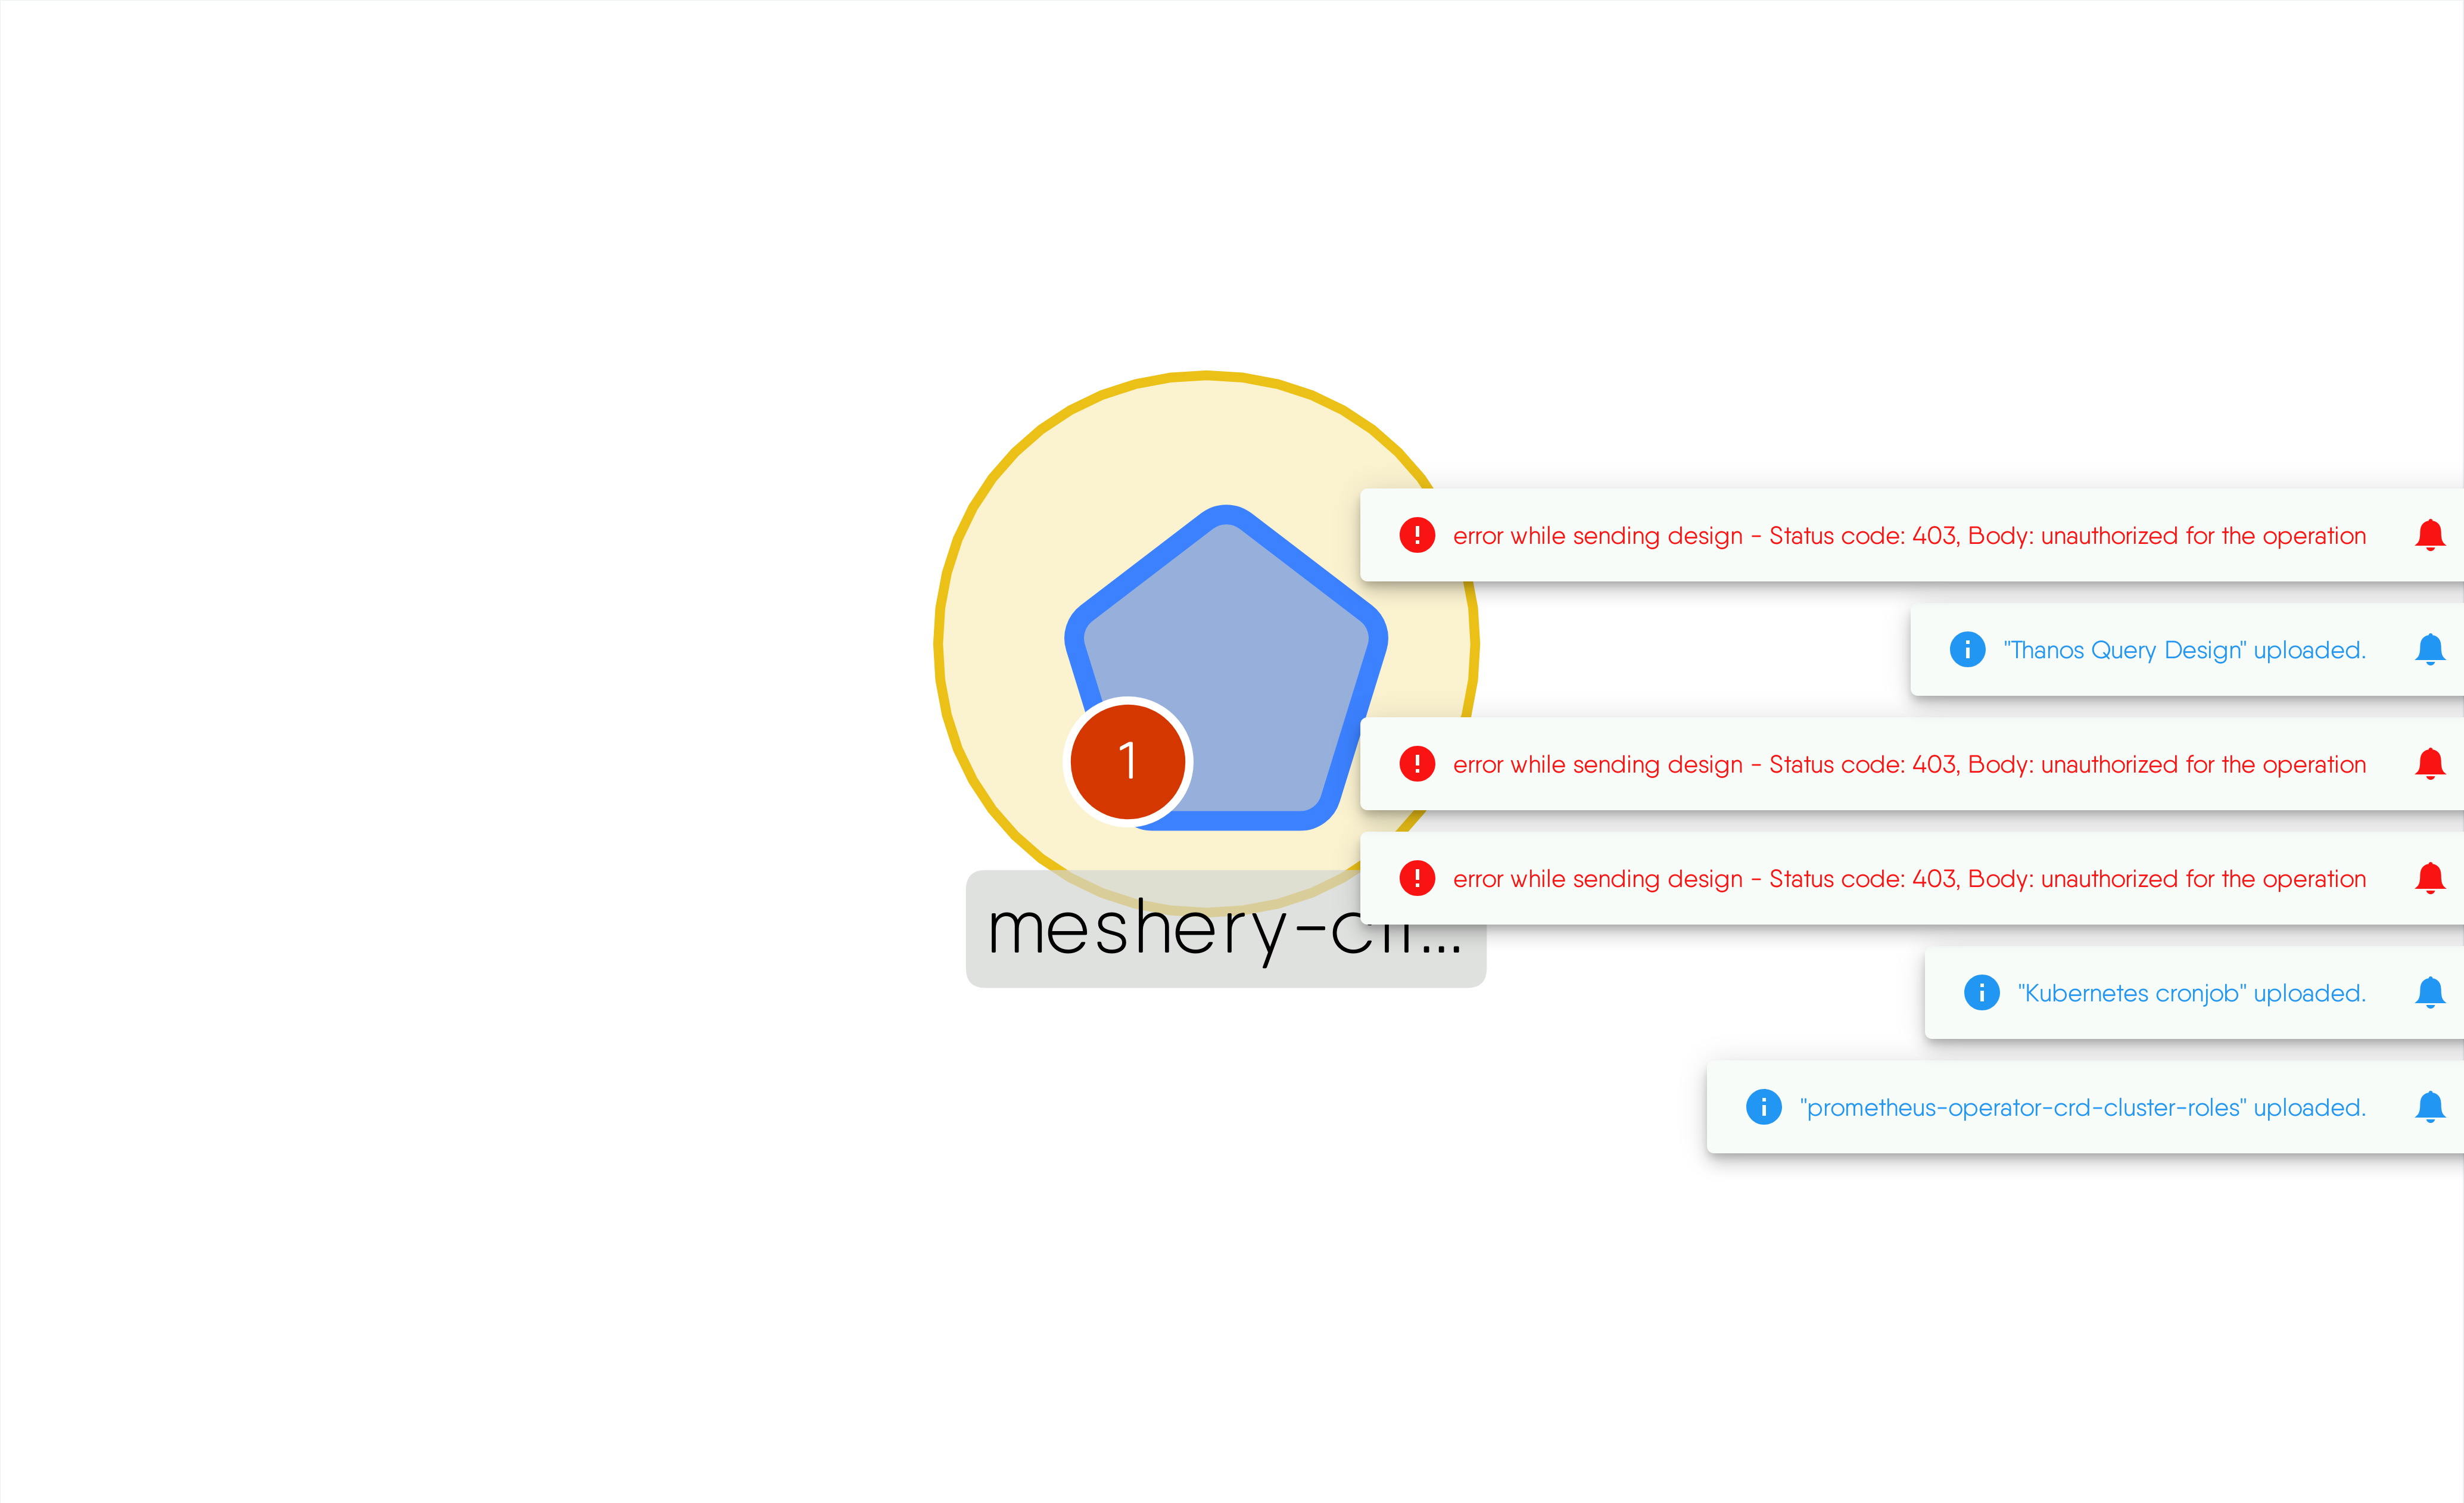 error while sending design - Status code: 403, Body: unauthorized for the operation
"Thanos Query Design" uploaded.
1
error while sending design - Status code: 403, Body: unauthorized for the operation
error while sending design - Status code: 403, Body: unauthorized for the operation
"Kubernetes cronjob" uploaded.
"prometheus-operator-crd-cluster-roles" uploaded.